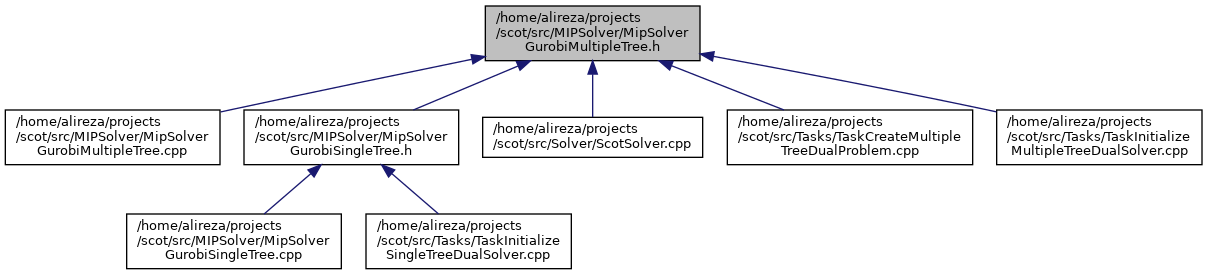 /home/alireza/projects
/scot/src/MIPSolver/MipSolver
GurobiMultipleTree.h
/home/alireza/projects
/scot/src/MIPSolver/MipSolver
GurobiMultipleTree.cpp
/home/alireza/projects
/scot/src/MIPSolver/MipSolver
GurobiSingleTree.h
/home/alireza/projects
/scot/src/Solver/ScotSolver.cpp
/home/alireza/projects
/scot/src/Tasks/TaskCreateMultiple
TreeDualProblem.cpp
/home/alireza/projects
/scot/src/Tasks/TaskInitialize
MultipleTreeDualSolver.cpp
/home/alireza/projects
/scot/src/MIPSolver/MipSolver
GurobiSingleTree.cpp
/home/alireza/projects
/scot/src/Tasks/TaskInitialize
SingleTreeDualSolver.cpp